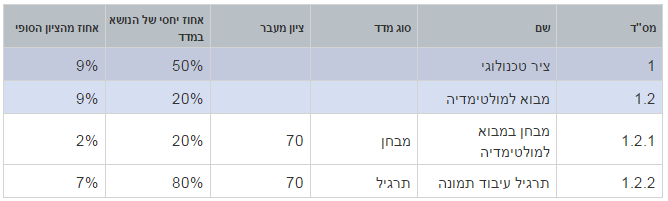 מס"ד שם סוג מדד ציון מעבר אחוז יחסי של הנושא במדד אחוז מהציון הסופי
1 ציר טכנולוגי 50% 9%
1.2 מבוא למולטימדיה 20% 9%
1.2.1 מבחן במבוא למולטימדיה מבחן 70 20% 2%
1.2.2 תרגיל עיבוד תמונה תרגיל 70 80% 7%